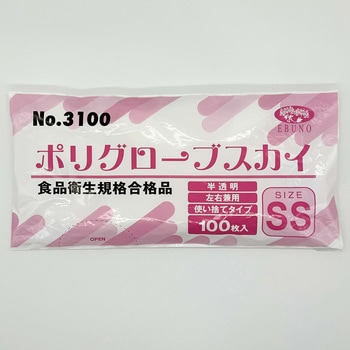 No.3100
EBUNO
ポリグローブスカイ
食品衛生規格合格品
半透明
左右兼用
使い捨てタイプ
100枚入
SIZE
SS
OPEN